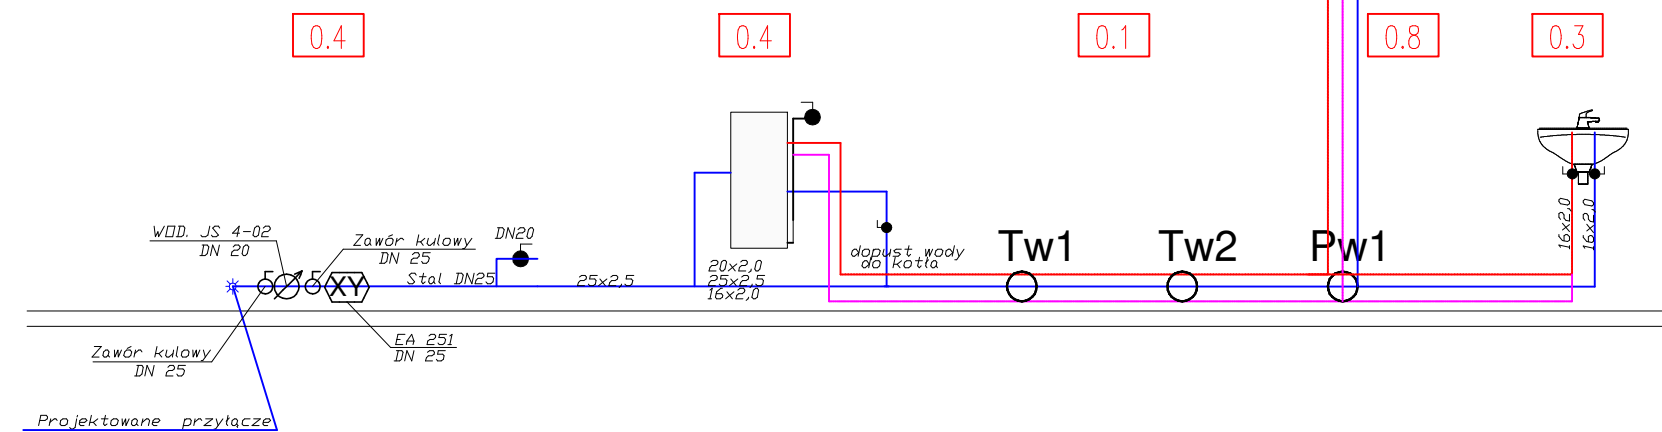 0.4
0.4
0.1
0.8
0.3
WOD. JS 4-02
DN 20
Zawór kulowy
DN 25
XY
Stal DN25
DN20
25x2,5
20x2,0
25x2,5
16x2,0
dopust wody
do kotła
Tw1
Tw2
Pw1
16x2,0
16x2,0
EA 251
DN 25
Zawór kulowy
DN 25
Projektowane przyłącze